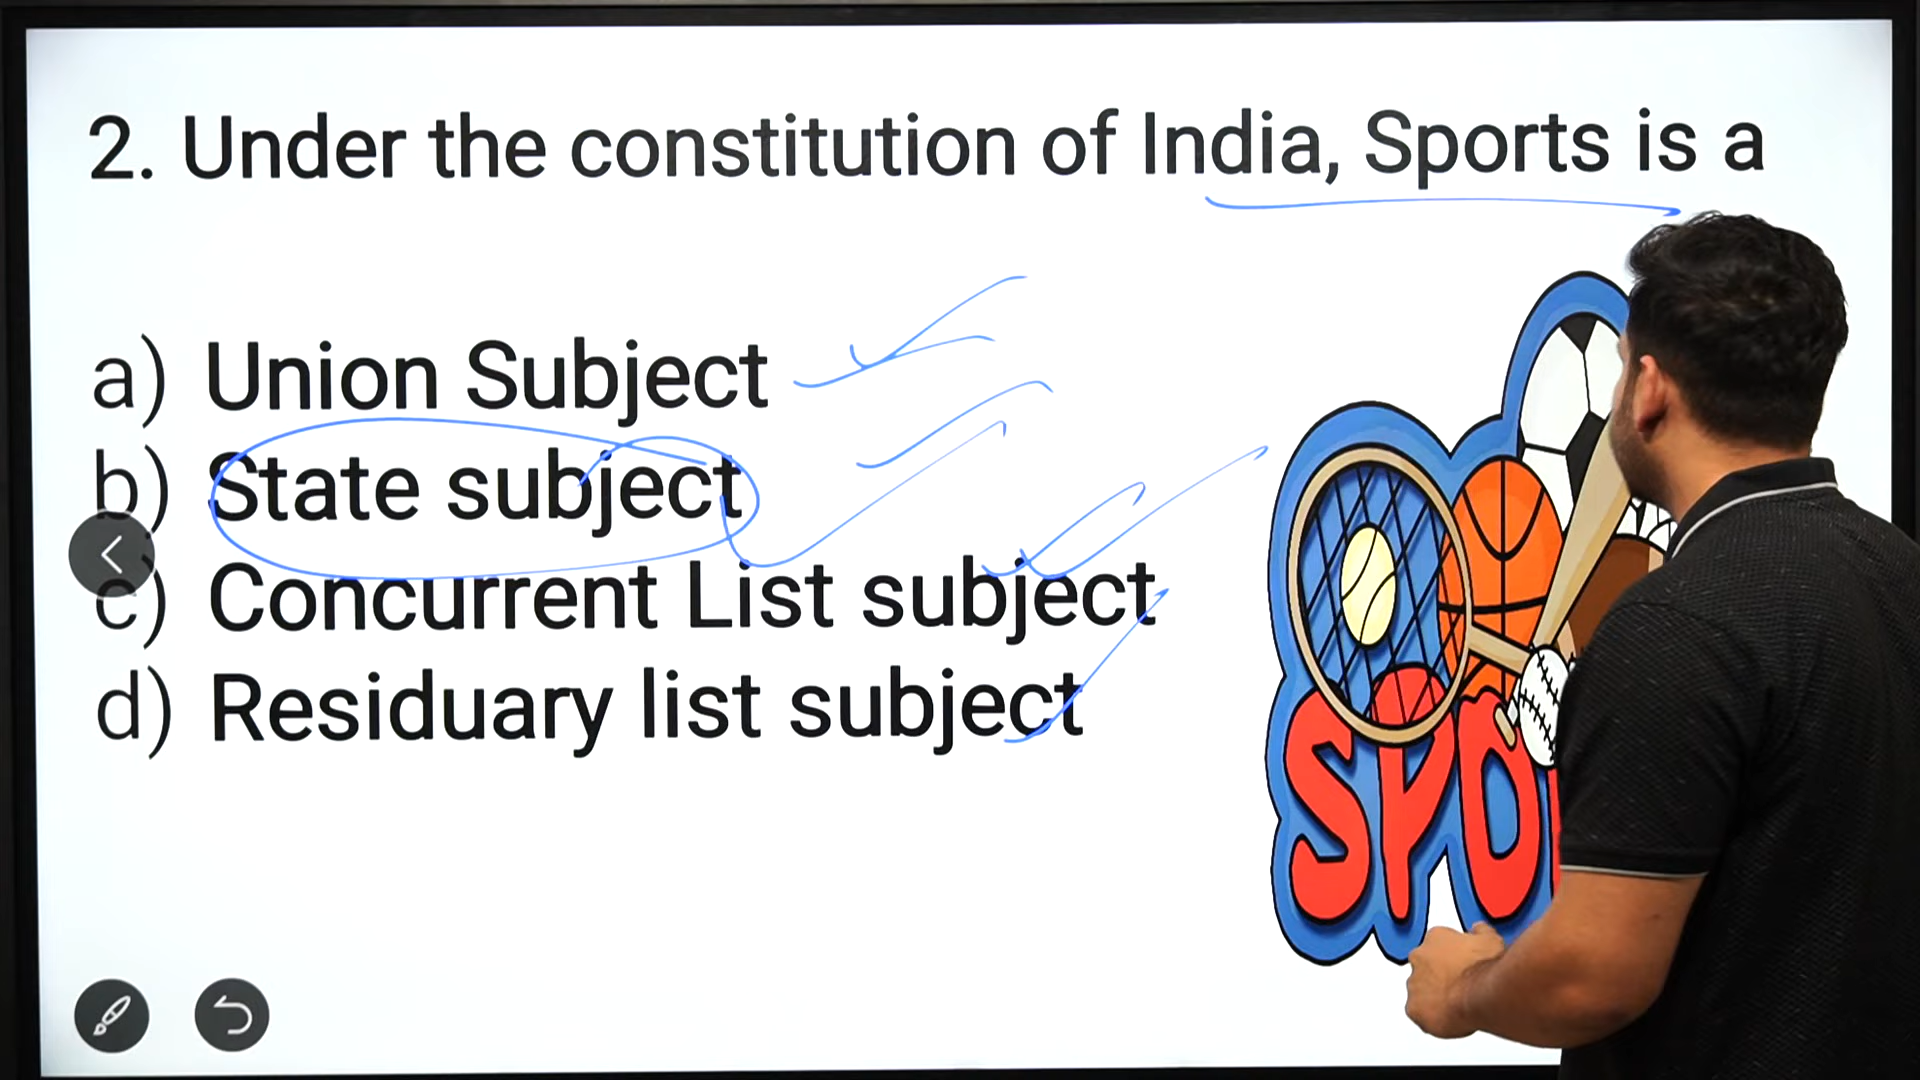 2. Under the constitution of India, Sports is a
a) Union Subject
b) State subject
c) Concurrent List subject
d) Residuary list subject
SPO